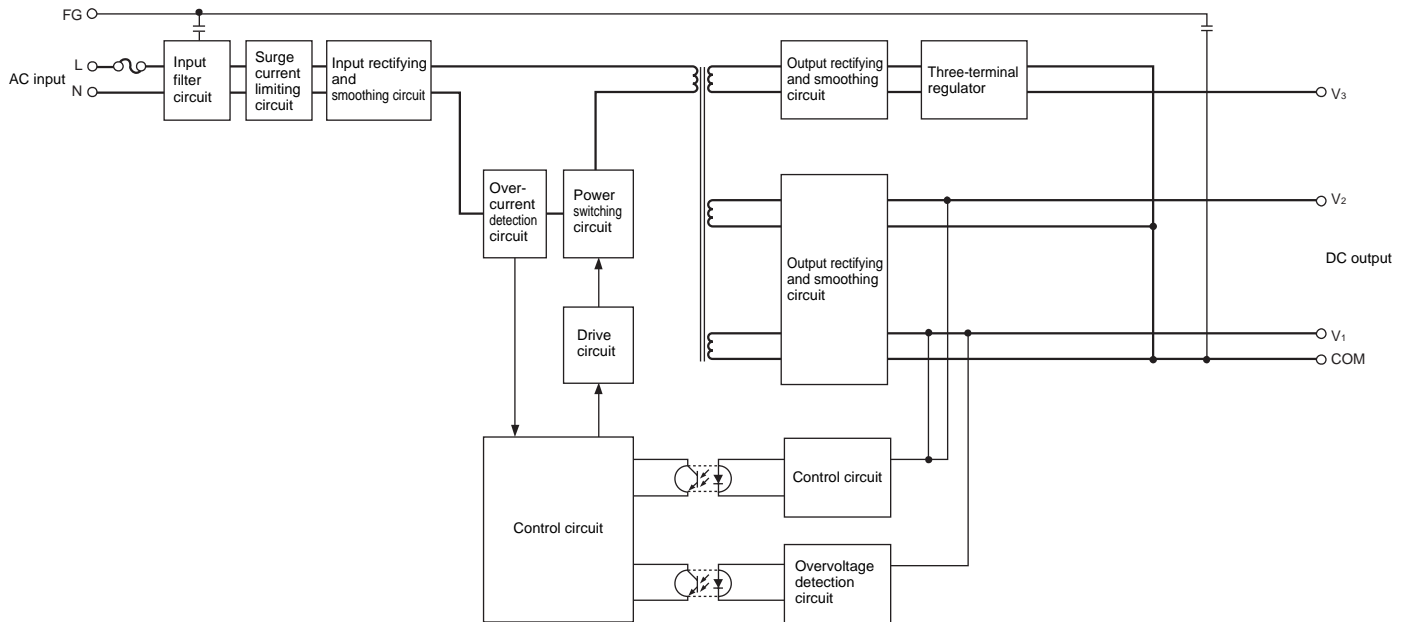 FG
AC input
L
N
Input
filter
circuit
Surge
current
limiting
circuit
Input rectifying
and
smoothing circuit
Output rectifying
and smoothing
circuit
Three-terminal
regulator
V3
Over-
current
detection
circuit
Power
switching
circuit
Output rectifying
and smoothing
circuit
V2
DC output
Drive
circuit
V1
COM
Control circuit
Control circuit
Overvoltage
detection
circuit